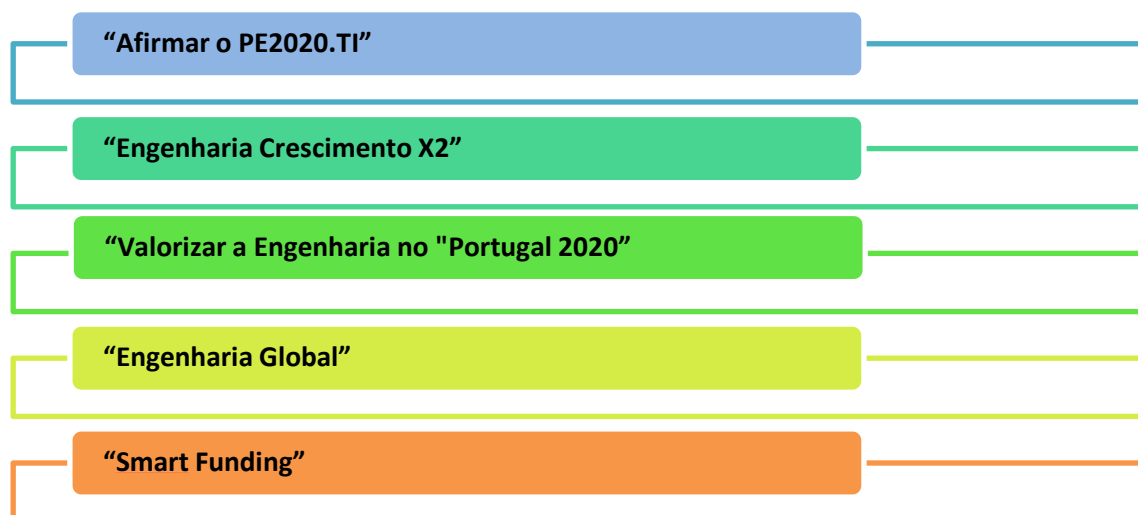 “Afirmar o PE2020.TI”
“Engenharia Crescimento X2”
“Valorizar a Engenharia no "Portugal 2020”
“Engenharia Global”
“Smart Funding”